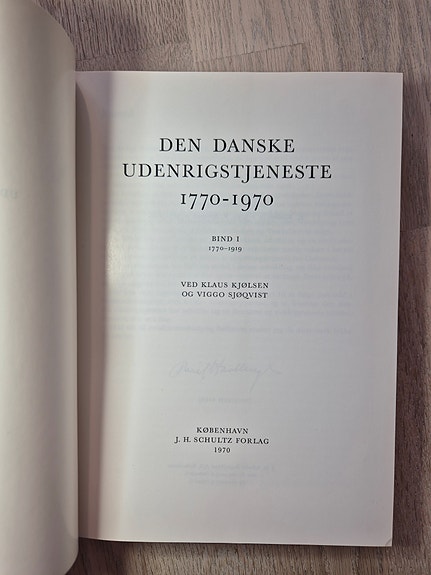 DEN DANSKE
UDENRIGSTJENESTE
1770-1970
BIND I
1770-1919
VED KLAUS KJØLSEN
OG VIGGO SJØQVIST
KØBENHAVN
J. H. SCHULTZ FORLAG
1970